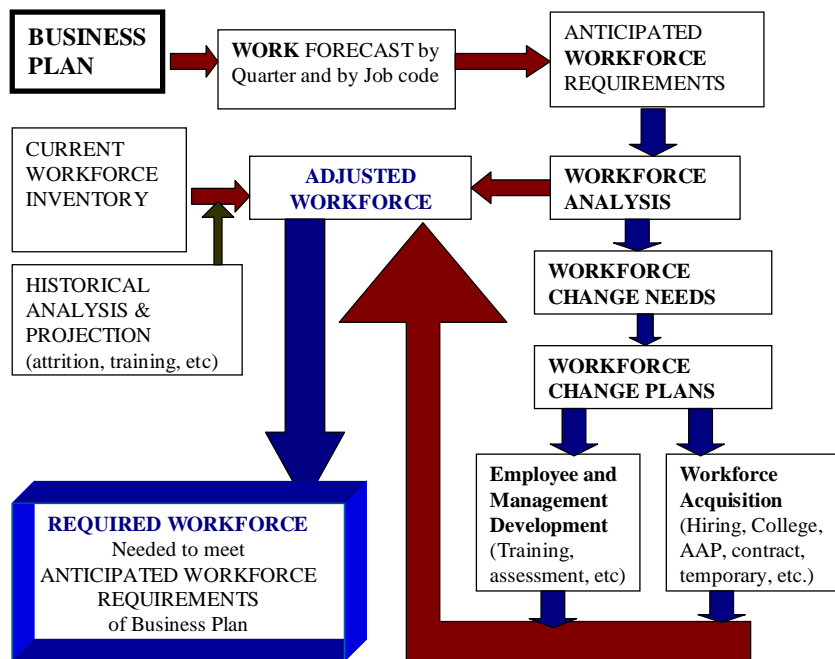 BUSINESS
PLAN
WORK FORECAST by
Quarter and by Job code
ANTICIPATED
WORKFORCE
REQUIREMENTS
CURRENT
WORKFORCE
INVENTORY
ADJUSTED
WORKFORCE
WORKFORCE
ANALYSIS
HISTORICAL
ANALYSIS &
PROJECTION
(attrition, training, etc)
WORKFORCE
CHANGE NEEDS
WORKFORCE
CHANGE PLANS
Employee and
Management
Development
(Training,
assessment, etc)
Workforce
Acquisition
(Hiring, College,
AAP, contract,
temporary, etc.)
REQUIRED WORKFORCE
Needed to meet
ANTICIPATED WORKFORCE
REQUIREMENTS
of Business Plan